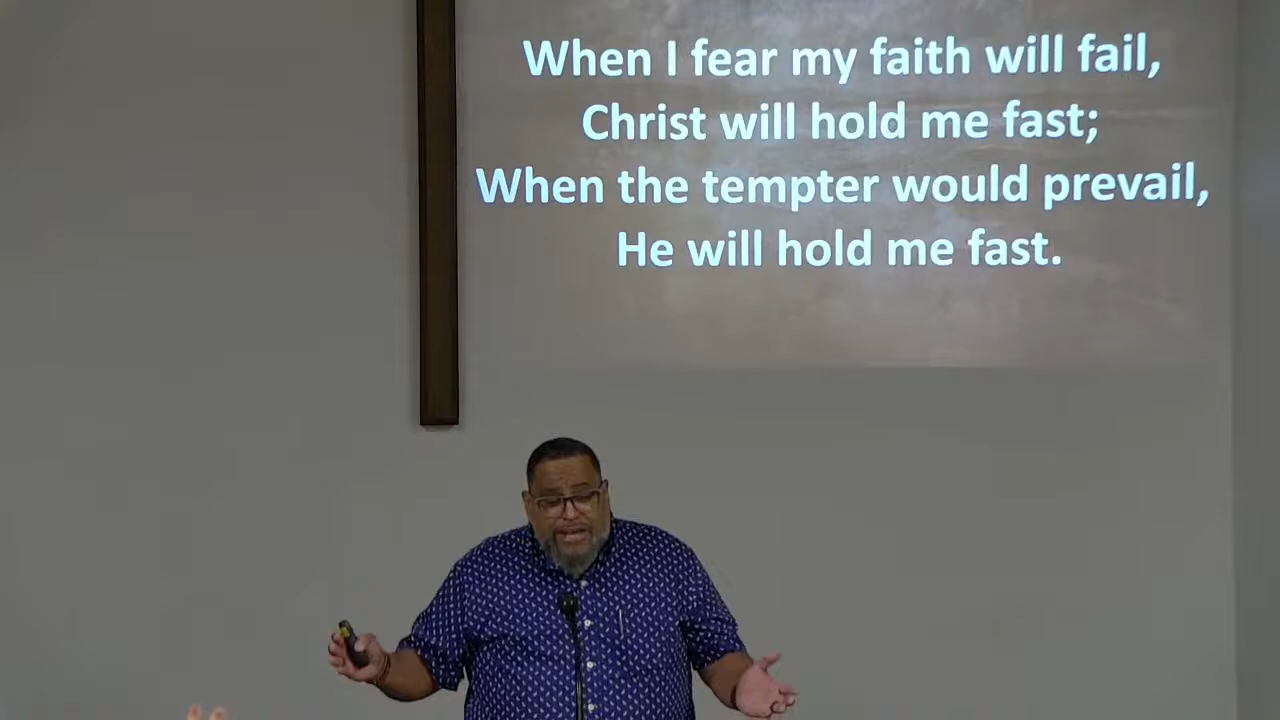 When I fear my faith will fail,
Christ will hold me fast;
When the tempter would prevail,
He will hold me fast.